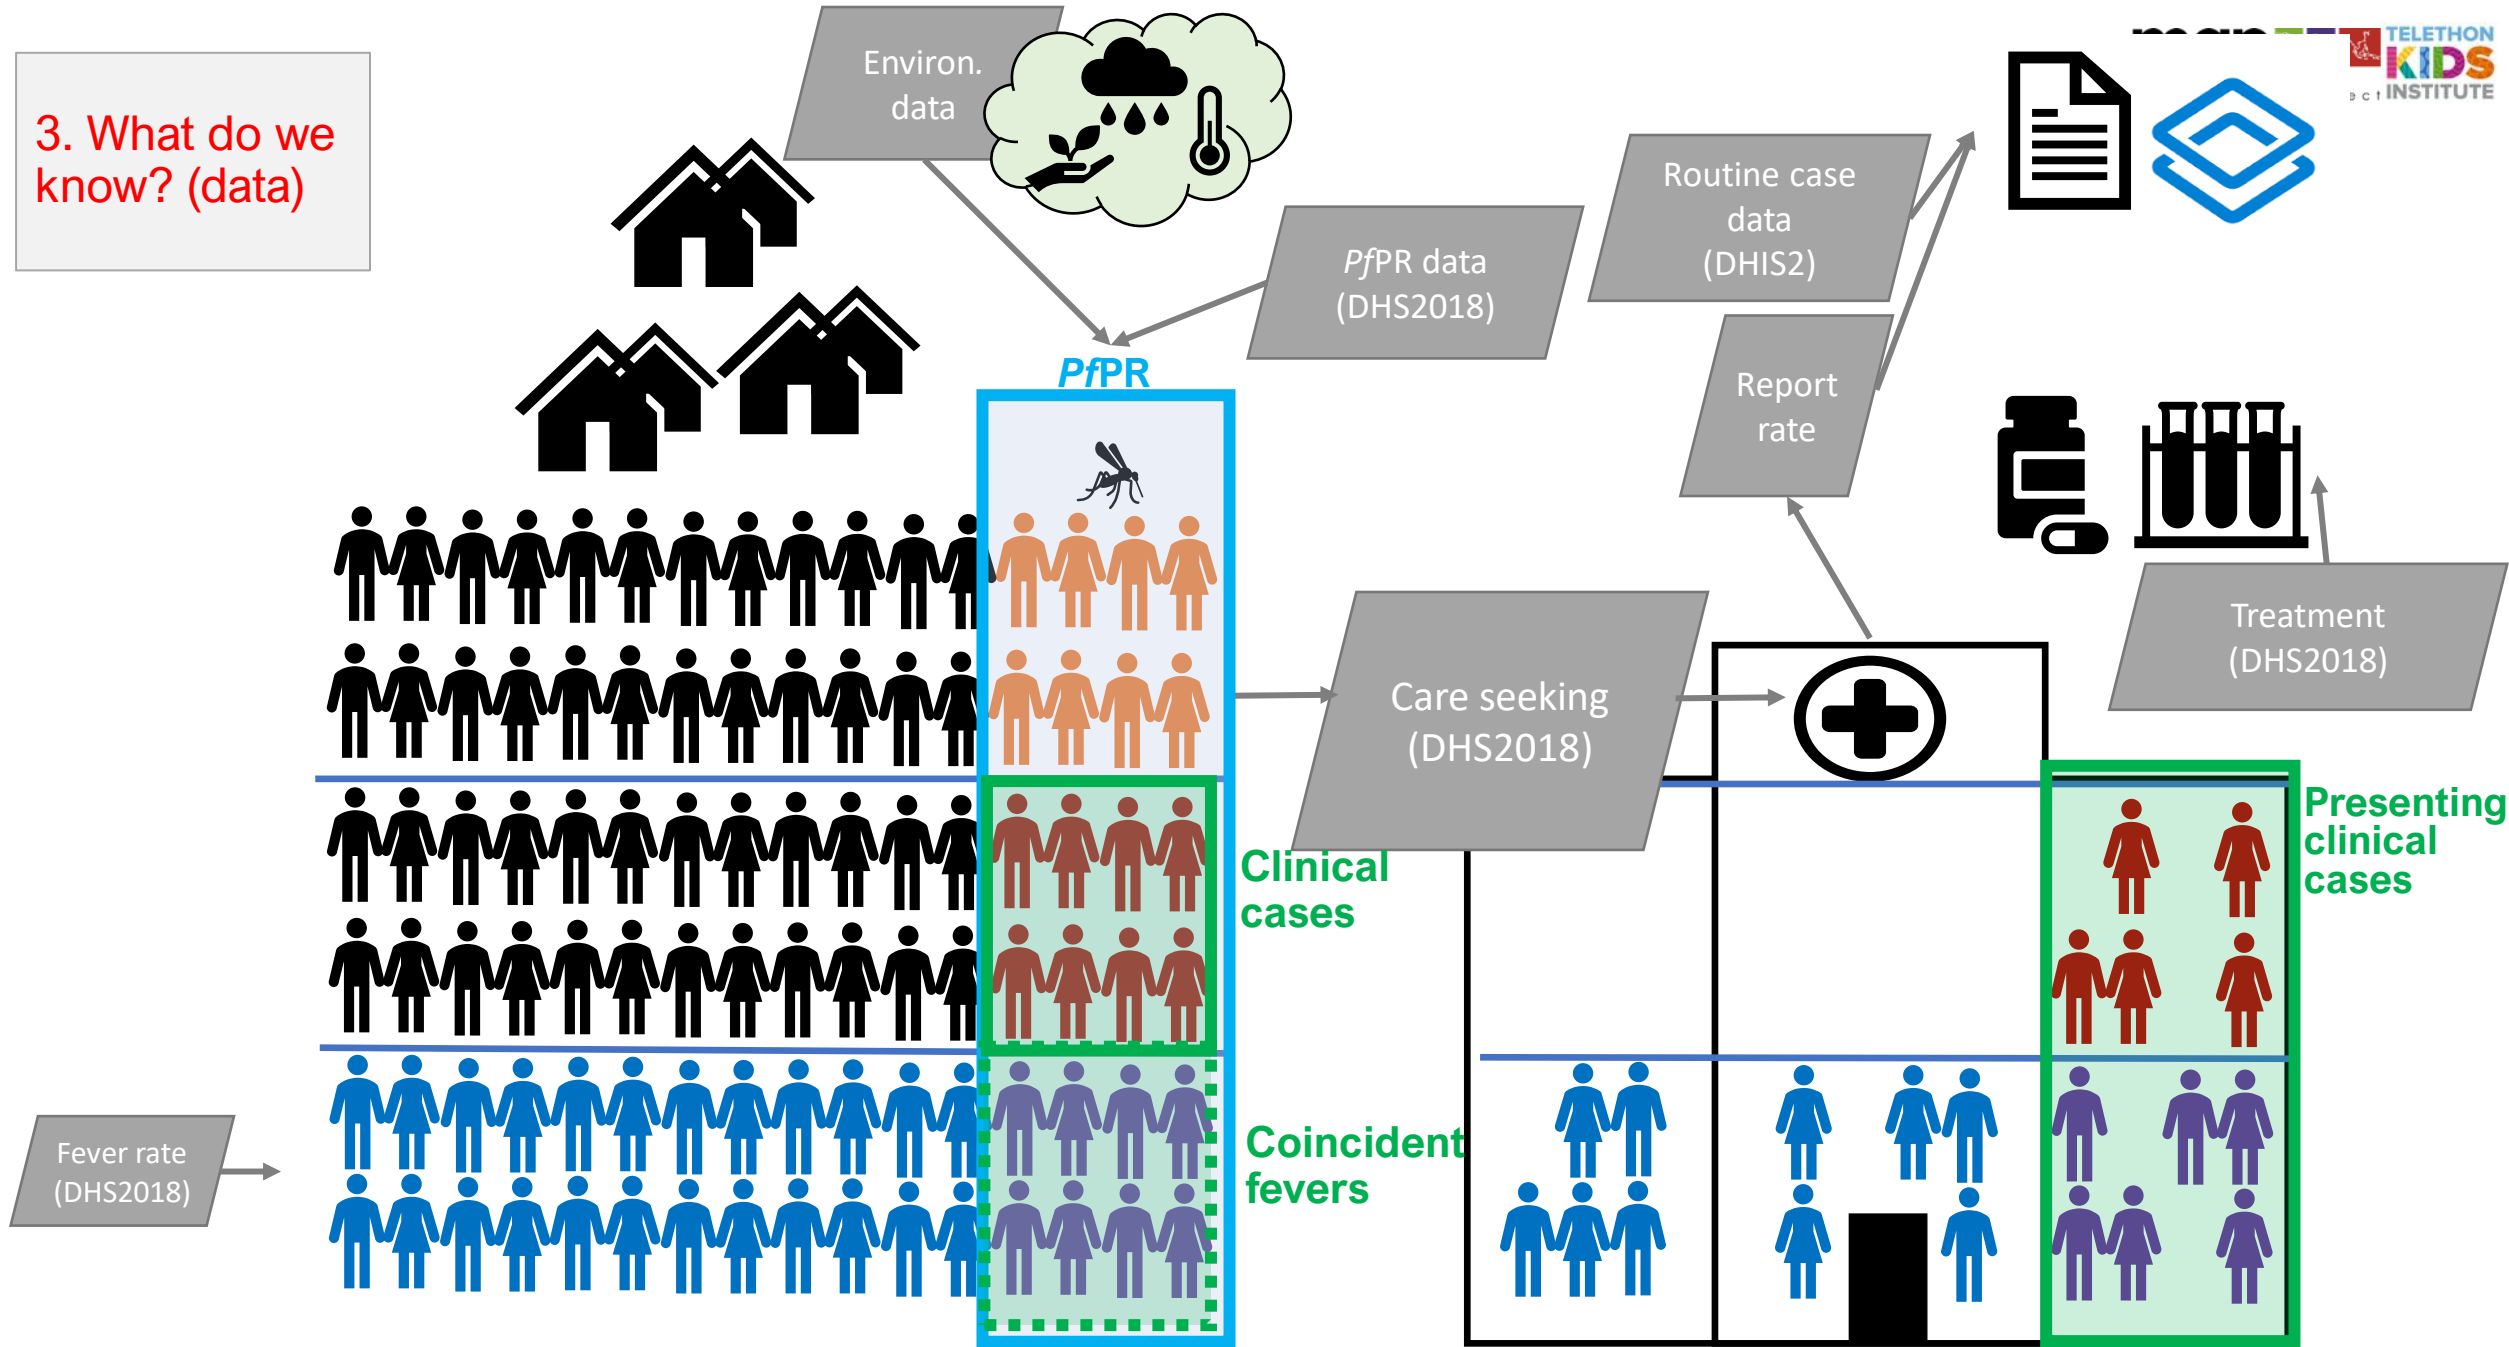 3. What do we
know? (data)
Environ.
data
TELETHON
KIDS
INSTITUTE
Routine case
data
(DHIS2)
PfPR data
(DHS2018)
PfPR
Report
rate
Treatment
(DHS2018)
Care seeking
(DHS2018)
Clinical
cases
Presenting
clinical
cases
Coincident
fevers
Fever rate
(DHS2018)